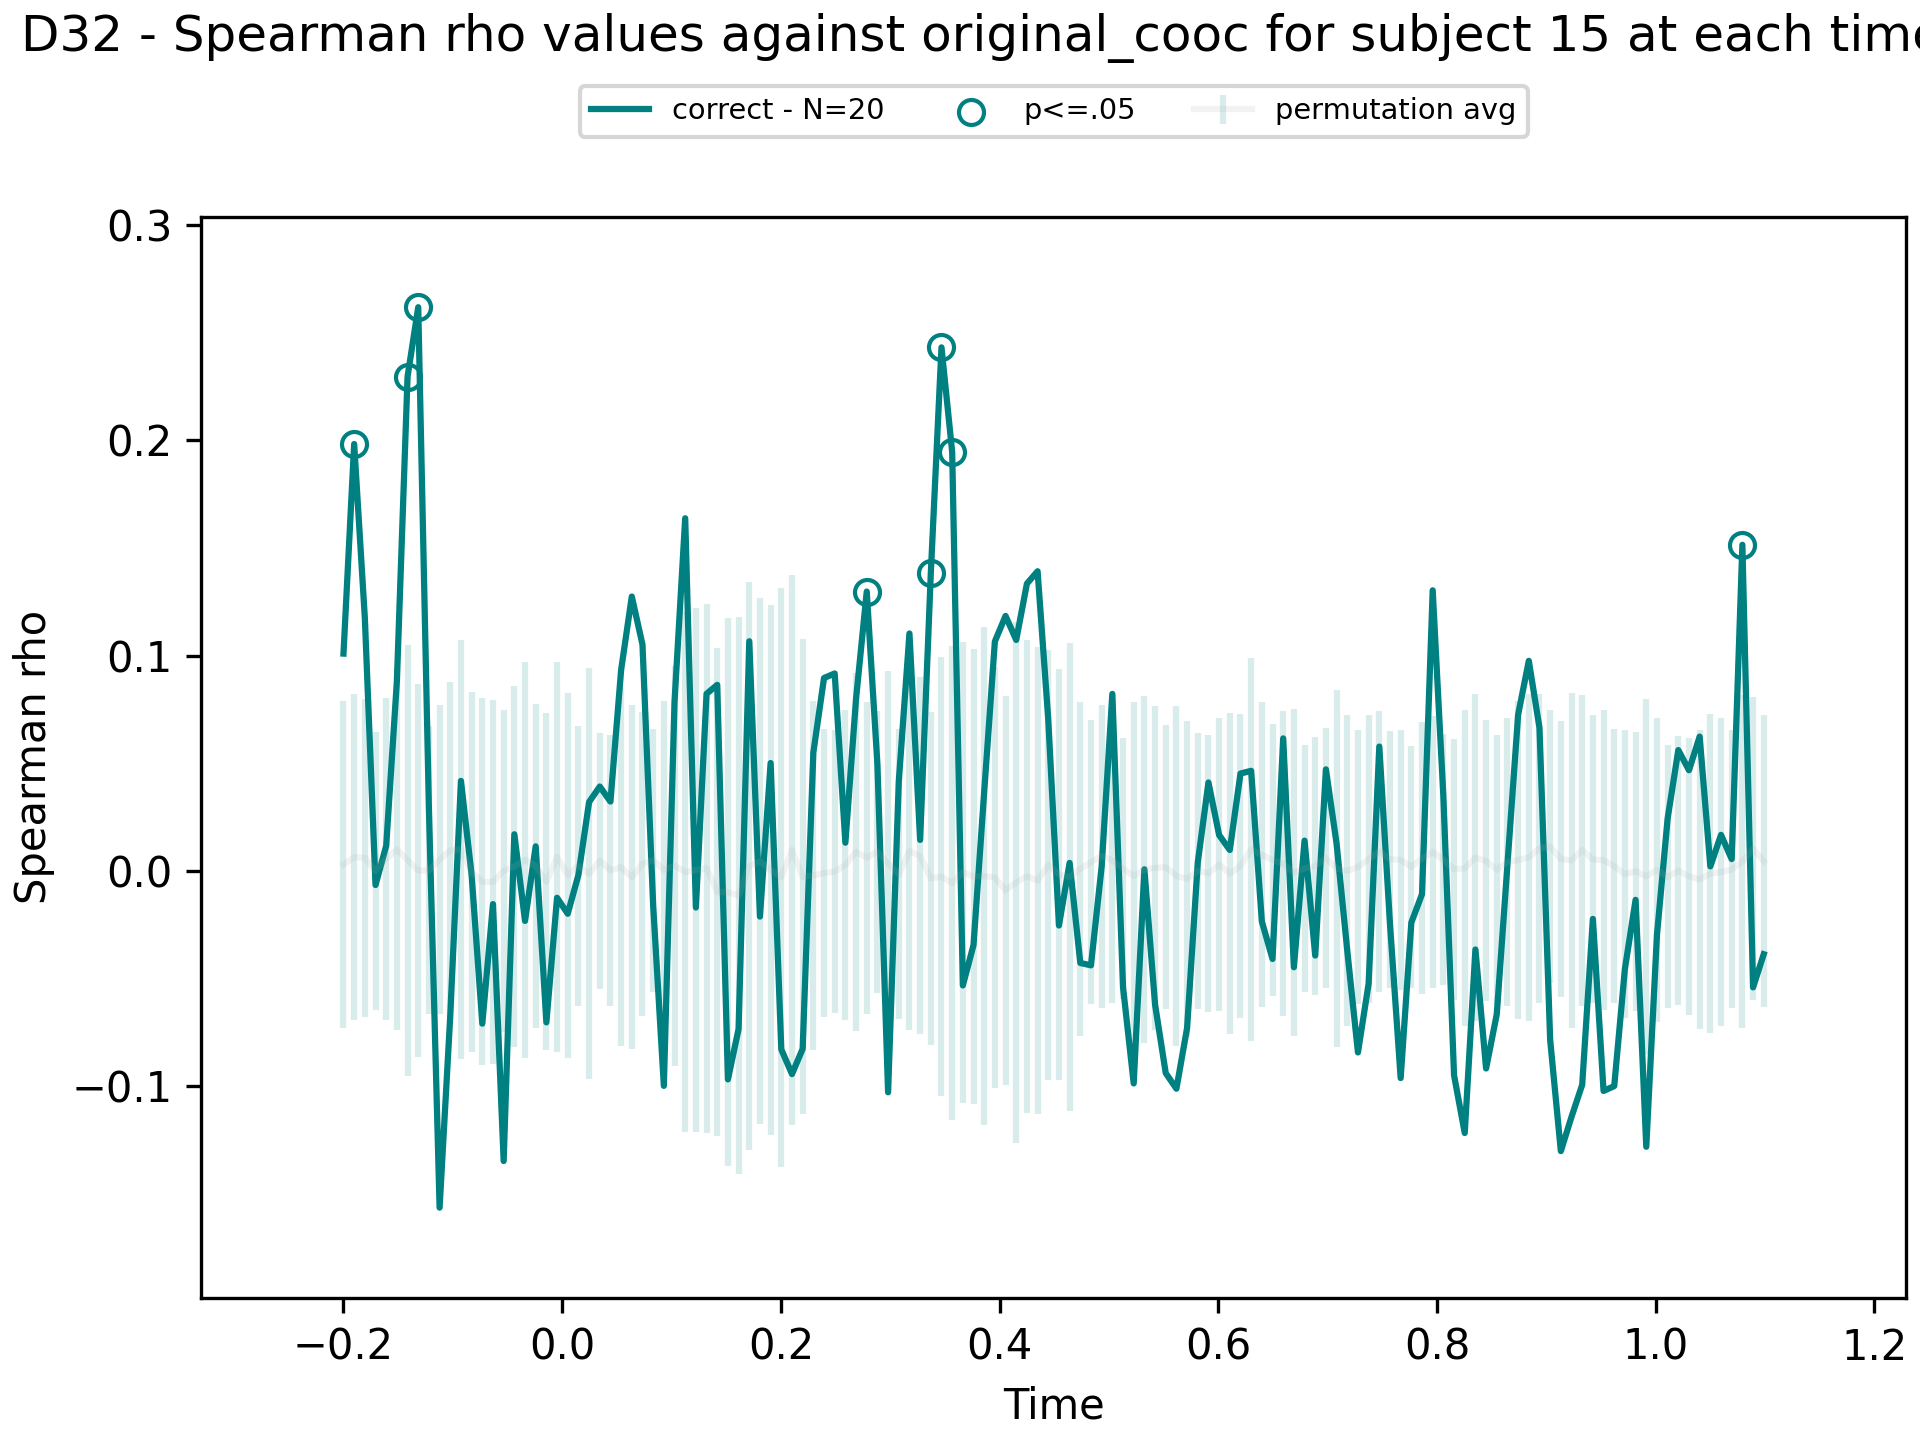 D32 - Spearman rho values against original_cooc for subject 15 at each time
correct - N=20 p<=.05 permutation avg
0.3
0.2
0.1
0.0
−0.1
Spearman rho
−0.2 0.0 0.2 0.4 0.6 0.8 1.0 1.2
Time